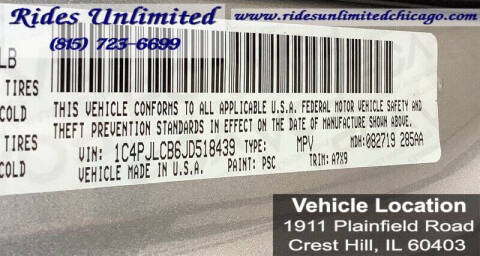 Rides Unlimited
www.ridesunlimitedchicago.com
(815) 723-6699
LB
TIRES
COLD
TIRES
COLD
THIS VEHICLE CONFORMS TO ALL APPLICABLE U.S.A. FEDERAL MOTOR VEHICLE SAFETY AND
THEFT PREVENTION STANDARDS IN EFFECT ON THE DATE OF MANUFACTURE SHOWN ABOVE.
VIN: 1C4PJLCB6JD518439 TYPE: MPV MDH: 082719 285AA
VEHICLE MADE IN U.S.A. PAINT: PSC TRIM: A7X9
Vehicle Location
1911 Plainfield Road
Crest Hill, IL 60403